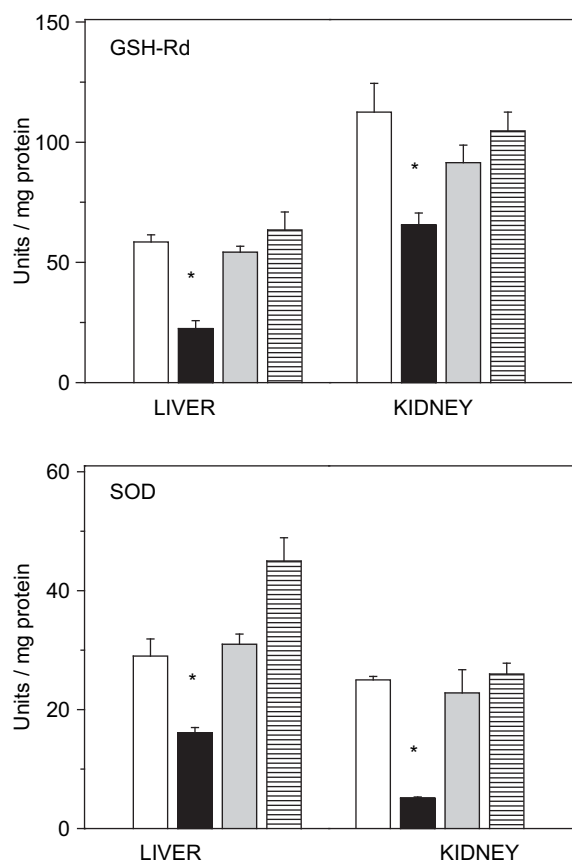 150
GSH-Rd
100
Units / mg protein
*
*
50
0
LIVER KIDNEY
60
SOD
40
Units / mg protein
*
20
*
0
LIVER KIDNEY